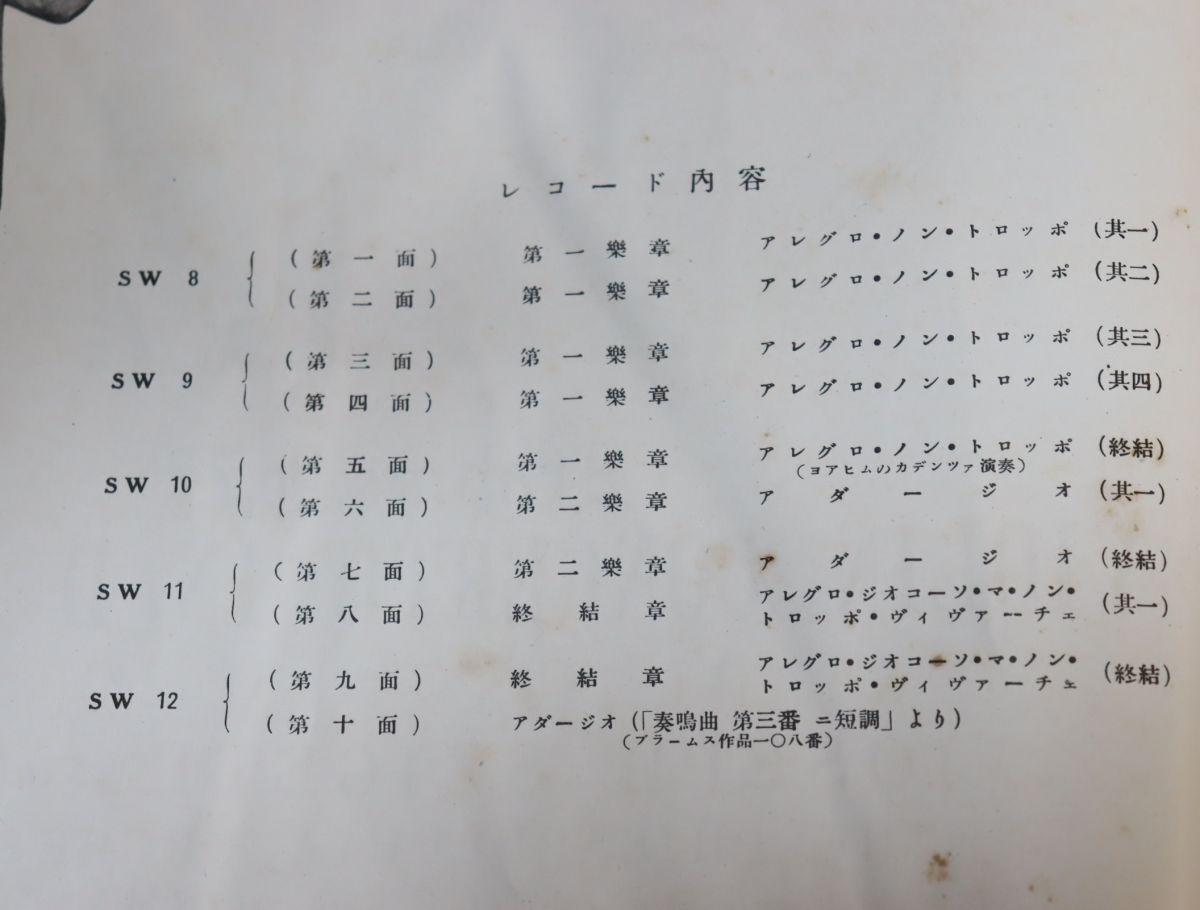 レコード內容
SW 8 (第一面) 第一樂章 アレグロ・ノン・トロッポ (其一)
(第二面) 第一樂章 アレグロ・ノン・トロッポ (其二)
SW 9 (第三面) 第一樂章 アレグロ・ノン・トロッポ (其三)
(第四面) 第一樂章 アレグロ・ノン・トロッポ (其四)
SW 10 (第五面) 第一樂章 アレグロ・ノン・トロッポ (終結)
(ヨアヒムのカデンツァ演奏)
(第六面) 第二樂章 アダージオ (其一)
SW 11 (第七面) 第二樂章 アダージオ (終結)
(第八面) 終結章 アレグロ・ジオコーソ・マ・ノン・
トロッポ・ヴィヴァーチェ (其一)
SW 12 (第九面) 終結章 アレグロ・ジオコーソ・マ・ノン・
トロッポ・ヴィヴァーチェ (終結)
(第十面) アダージオ (「奏鳴曲 第三番 ニ短調」より)
(ブラームス作品一〇八番)